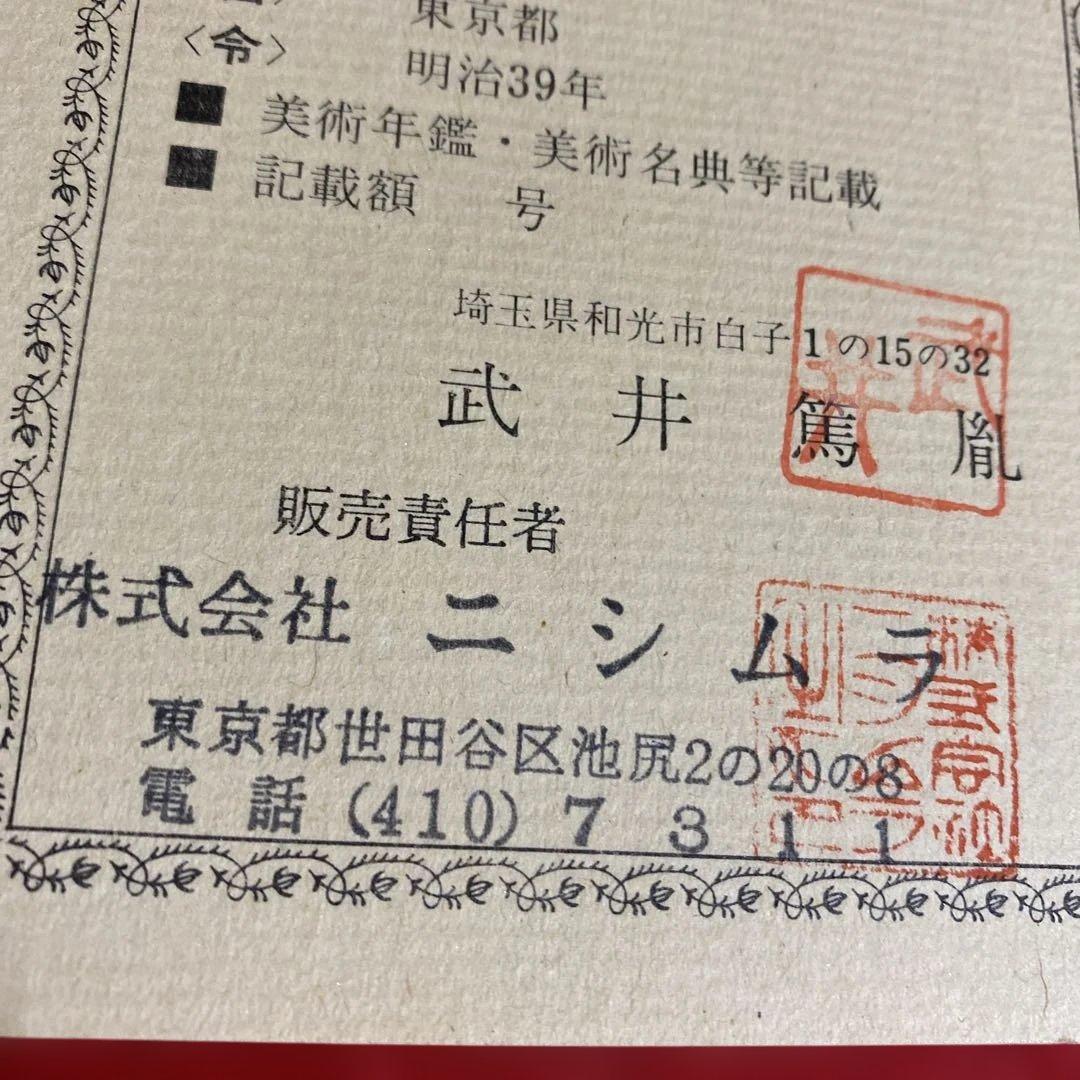 東京都
〈令〉 明治39年
■ 美術年鑑・美術名典等記載
■ 記載額 号
埼玉県和光市白子1の15の32
武井篤胤
武井
販売責任者
株式会社 ニシムラ
東京都世田谷区池尻2の20の8
電話 (410) 7311